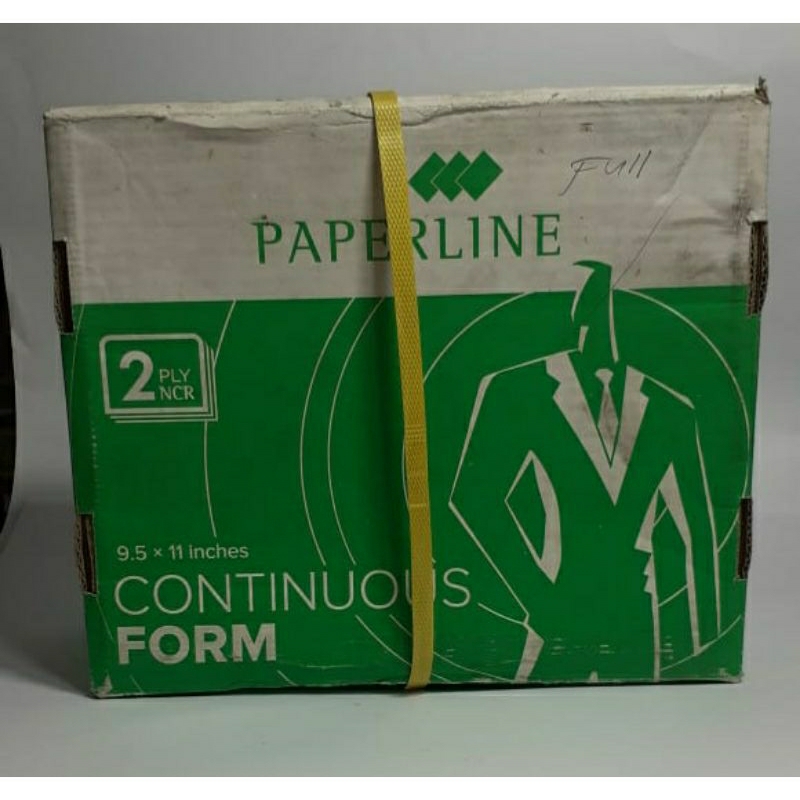 Full
PAPERLINE
2 PLY
NCR
9.5 × 11 inches
CONTINUOUS
FORM